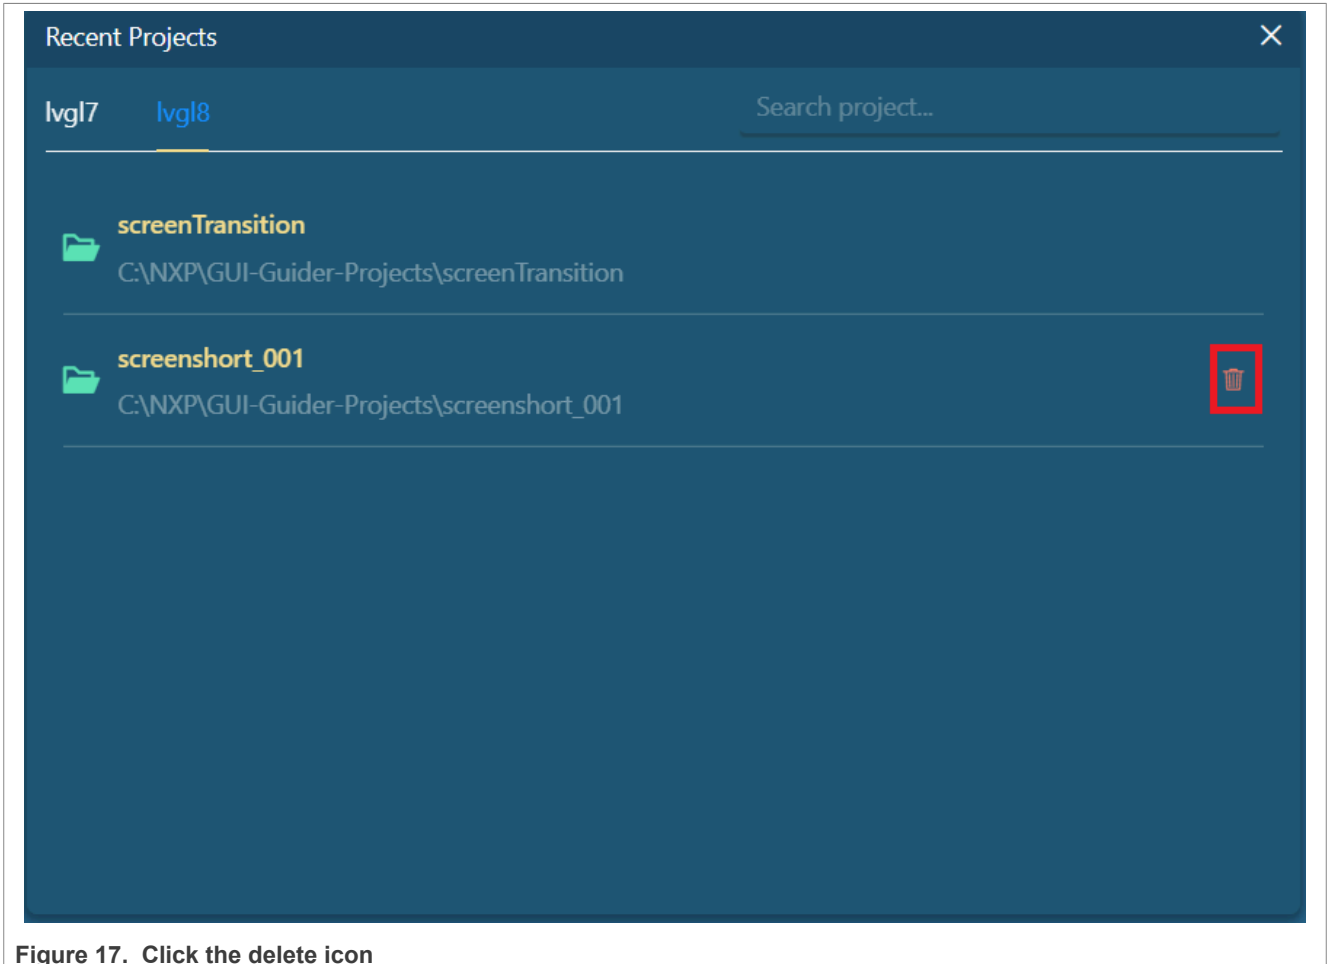 Recent Projects
lvgl7 lvgl8 Search project...
screenTransition
C:\NXP\GUI-Guider-Projects\screenTransition
screenshort_001
C:\NXP\GUI-Guider-Projects\screenshort_001
Figure 17. Click the delete icon